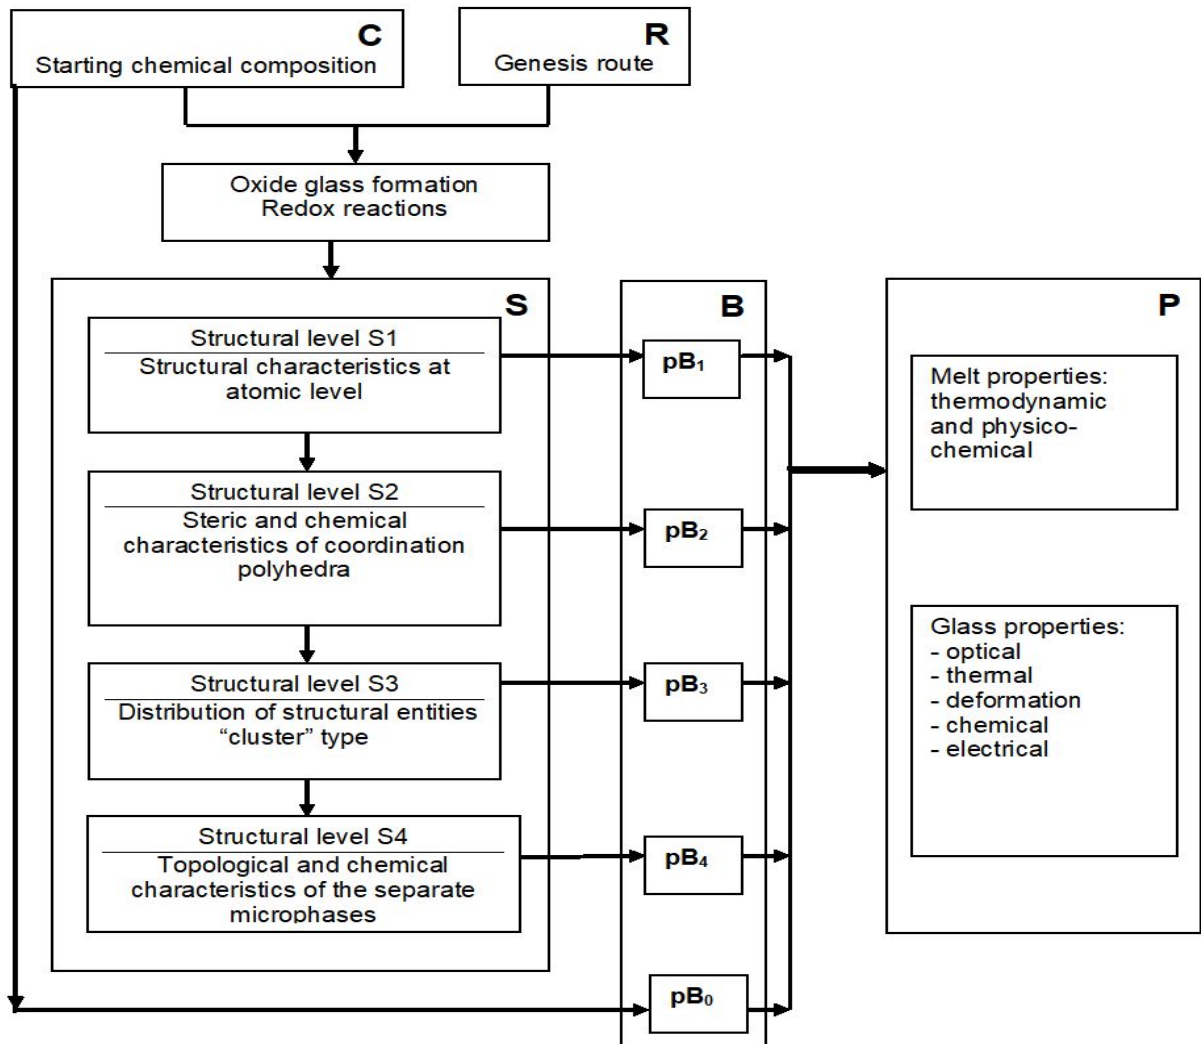 C
Starting chemical composition
R
Genesis route
Oxide glass formation
Redox reactions
S
Structural level S1
Structural characteristics at
atomic level
Structural level S2
Steric and chemical
characteristics of coordination
polyhedra
Structural level S3
Distribution of structural entities
“cluster” type
Structural level S4
Topological and chemical
characteristics of the separate
microphases
B
pB₁
pB₂
pB₃
pB₄
pB₀
P
Melt properties:
thermodynamic
and physico-
chemical
Glass properties:
- optical
- thermal
- deformation
- chemical
- electrical